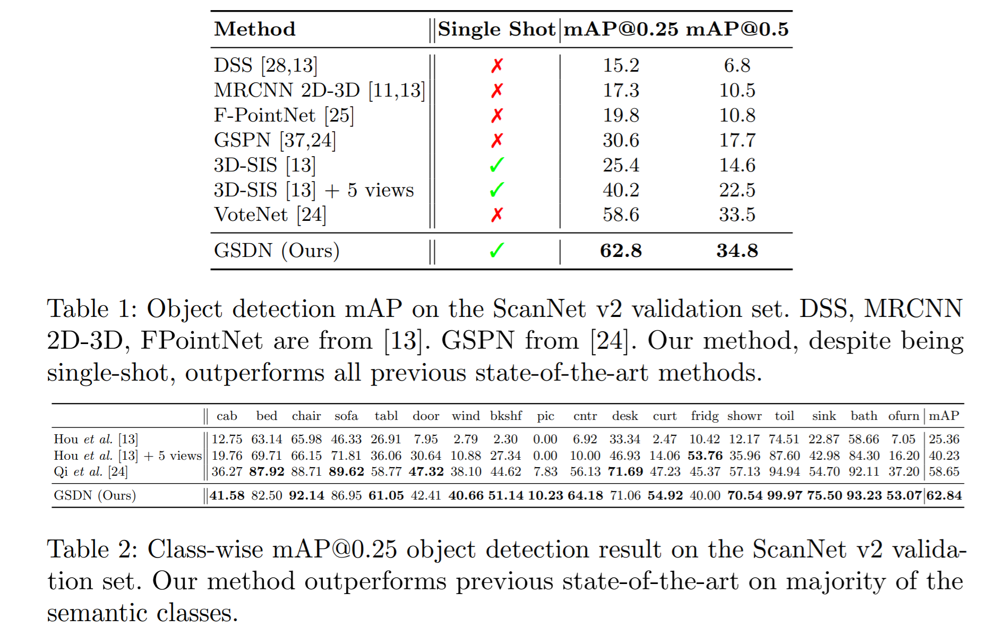 Method Single Shot mAP@0.25 mAP@0.5
DSS [28,13] ✗ 15.2 6.8
MRCNN 2D-3D [11,13] ✗ 17.3 10.5
F-PointNet [25] ✗ 19.8 10.8
GSPN [37,24] ✗ 30.6 17.7
3D-SIS [13] ✓ 25.4 14.6
3D-SIS [13] + 5 views ✓ 40.2 22.5
VoteNet [24] ✗ 58.6 33.5
GSDN (Ours) ✓ 62.8 34.8
Table 1: Object detection mAP on the ScanNet v2 validation set. DSS, MRCNN
2D-3D, FPointNet are from [13]. GSPN from [24]. Our method, despite being
single-shot, outperforms all previous state-of-the-art methods.
cab bed chair sofa tabl door wind bkshf pic cntr desk curt fridg showr toil sink bath ofurn mAP
Hou et al. [13] 12.75 63.14 65.98 46.33 26.91 7.95 2.79 2.30 0.00 6.92 33.34 2.47 10.42 12.17 74.51 22.87 58.66 7.05 25.36
Hou et al. [13] + 5 views 19.76 69.71 66.15 71.81 36.06 30.64 10.88 27.34 0.00 10.00 46.93 14.06 53.76 35.96 87.60 42.98 84.30 16.20 40.23
Qi et al. [24] 36.27 87.92 88.71 89.62 58.77 47.32 38.10 44.62 7.83 56.13 71.69 47.23 45.37 57.13 94.94 54.70 92.11 37.20 58.65
GSDN (Ours) 41.58 82.50 92.14 86.95 61.05 42.41 40.66 51.14 10.23 64.18 71.06 54.92 40.00 70.54 99.97 75.50 93.23 53.07 62.84
Table 2: Class-wise mAP@0.25 object detection result on the ScanNet v2 valida-
tion set. Our method outperforms previous state-of-the-art on majority of the
semantic classes.